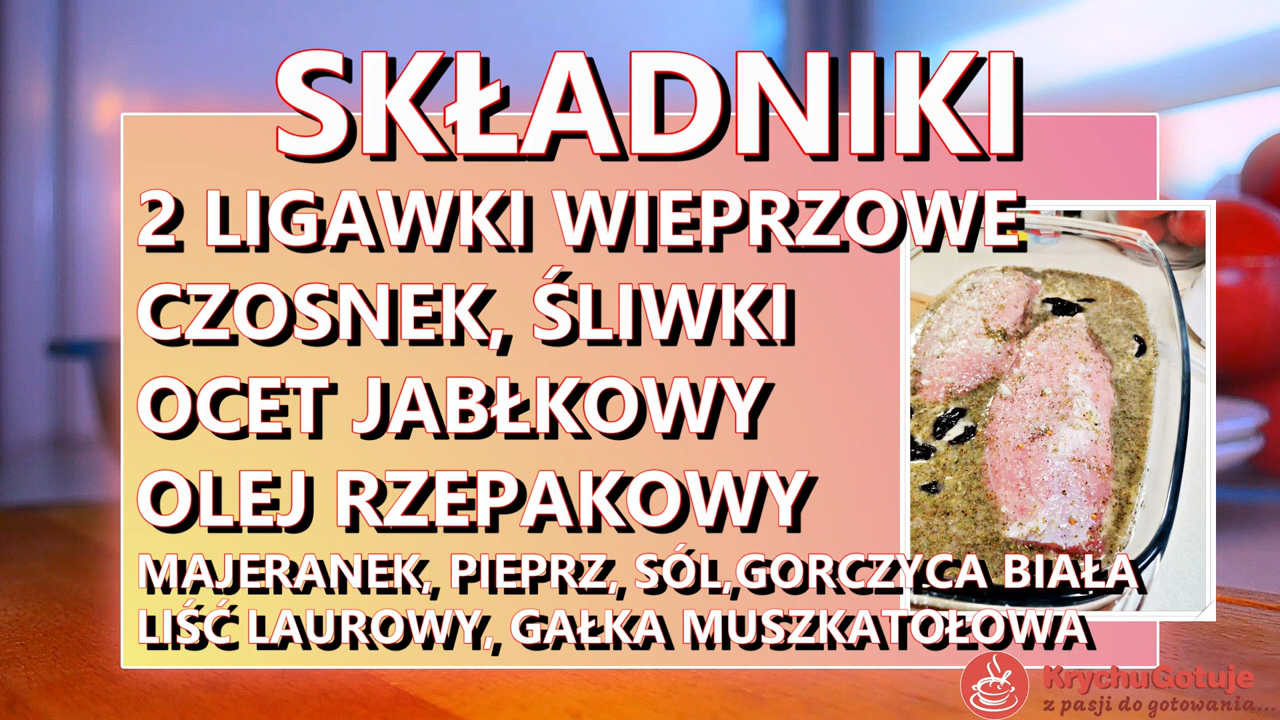 SKŁADNIKI
2 LIGAWKI WIEPRZOWE
CZOSNEK, ŚLIWKI
OCET JABŁKOWY
OLEJ RZEPAKOWY
MAJERANEK, PIEPRZ, SÓL,GORCZYCA BIAŁA
LIŚĆ LAUROWY, GAŁKA MUSZKATOŁOWA
KrychuGotuje
z pasji do gotowania...